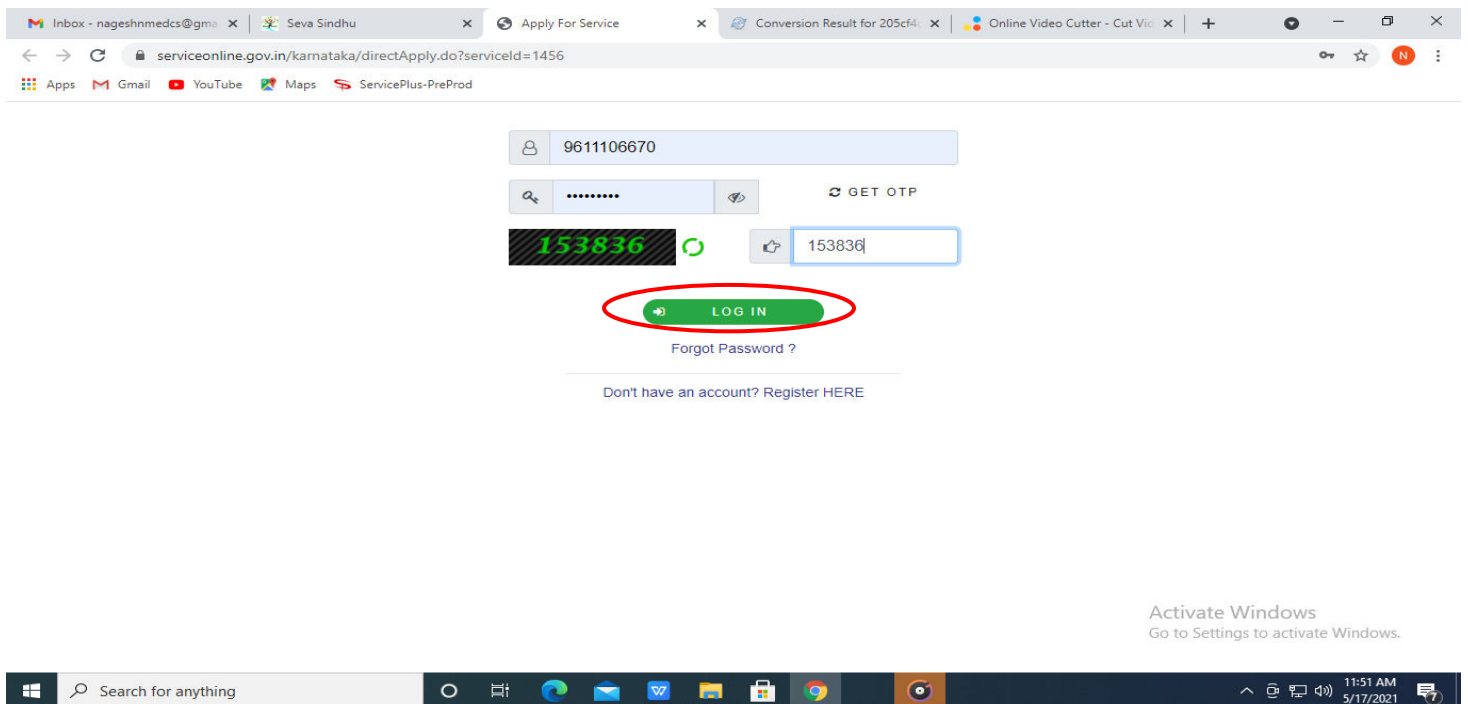 Inbox - nageshnmedcs@gma
Seva Sindhu
Apply For Service
Conversion Result for 205cf4
Online Video Cutter - Cut Vid
serviceonline.gov.in/karnataka/directApply.do?serviceId=1456
N
Apps
Gmail
YouTube
Maps
ServicePlus-PreProd
9611106670
•••••••••
GET OTP
153836
153836
LOG IN
Forgot Password ?
Don't have an account? Register HERE
Activate Windows
Go to Settings to activate Windows.
Search for anything
W
11:51 AM
5/17/2021
7